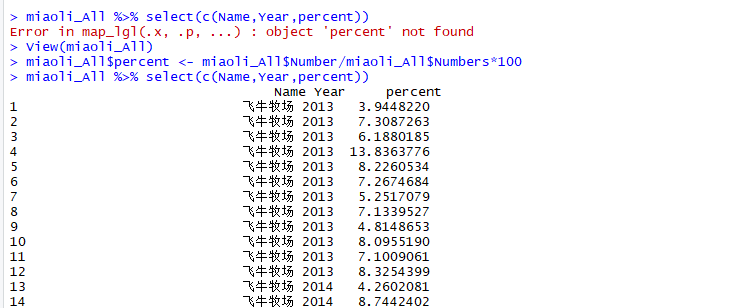 > miaoli_All %>% select(c(Name,Year,percent))
Error in map_lgl(.x, .p, ...) : object 'percent' not found
> View(miaoli_All)
> miaoli_All$percent <- miaoli_All$Number/miaoli_All$Numbers*100
> miaoli_All %>% select(c(Name,Year,percent))
Name Year percent
1 飞牛牧场 2013 3.9448220
2 飞牛牧场 2013 7.3087263
3 飞牛牧场 2013 6.1880185
4 飞牛牧场 2013 13.8363776
5 飞牛牧场 2013 8.2260534
6 飞牛牧场 2013 7.2674684
7 飞牛牧场 2013 5.2517079
8 飞牛牧场 2013 7.1339527
9 飞牛牧场 2013 4.8148653
10 飞牛牧场 2013 8.0955190
11 飞牛牧场 2013 7.1009061
12 飞牛牧场 2013 8.3254399
13 飞牛牧场 2014 4.2602081
14 飞牛牧场 2014 8.7442402